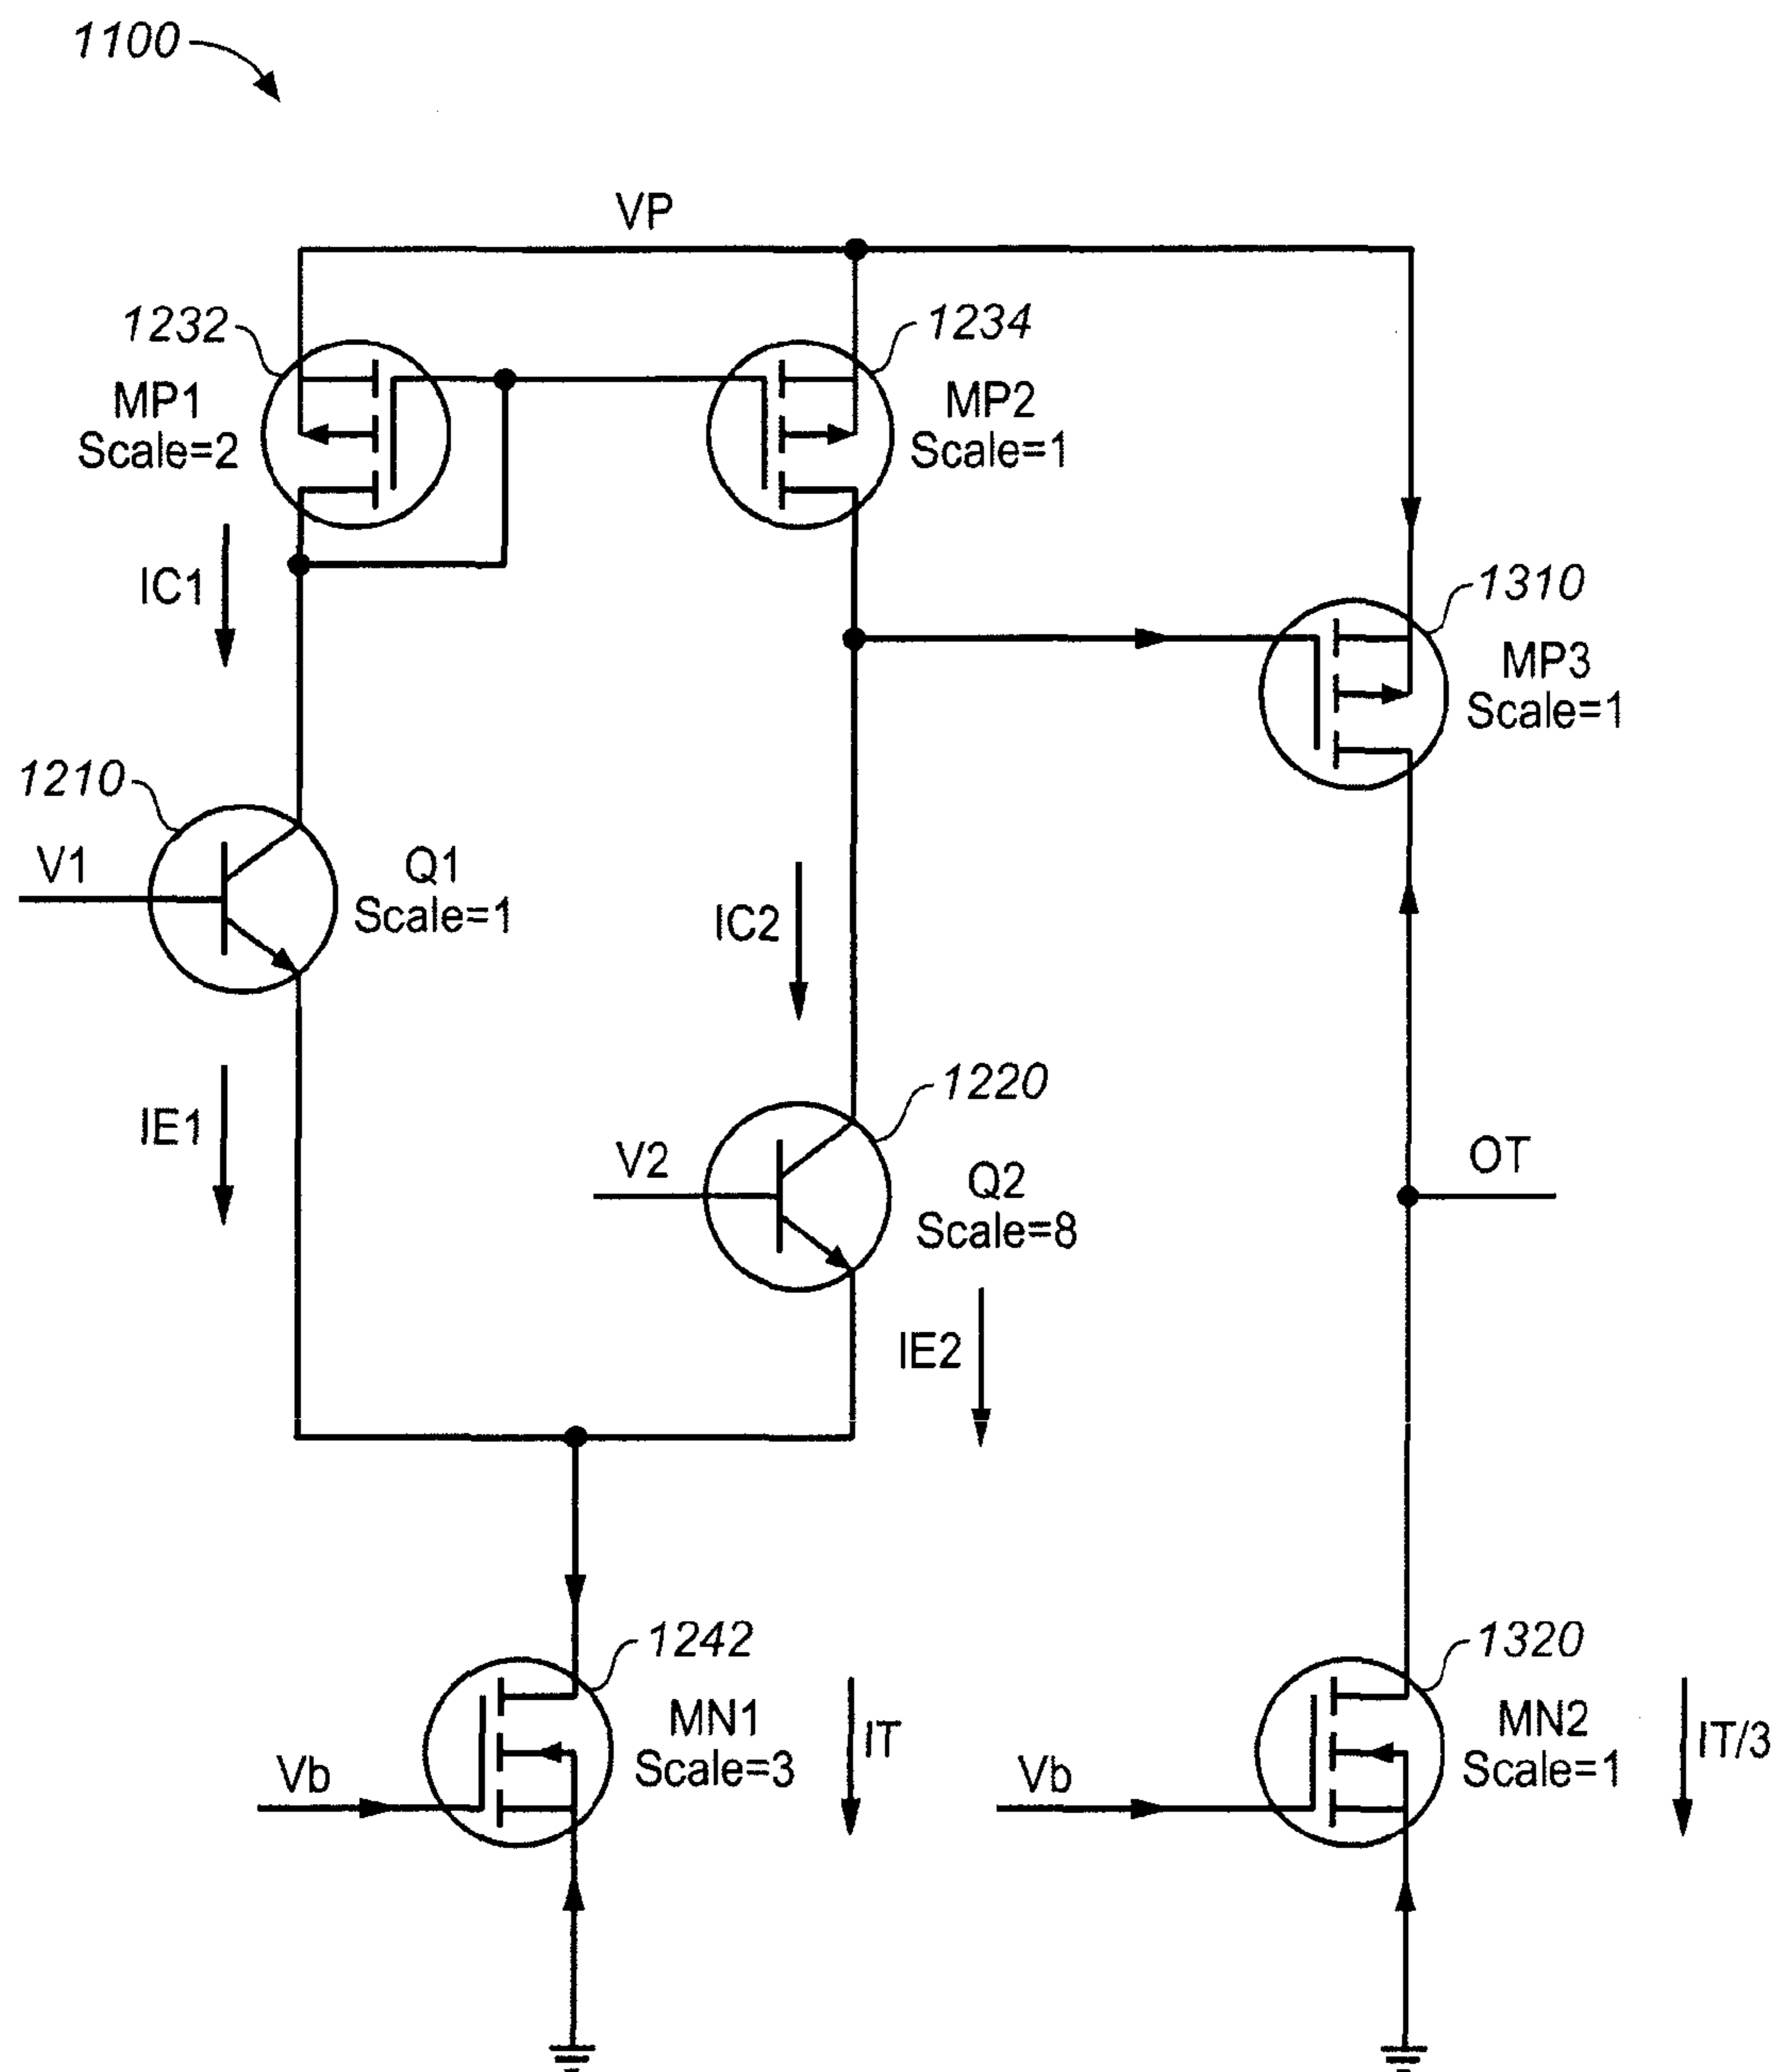 1100
VP
1232
1234
MP1
Scale=2
MP2
Scale=1
IC1
1310
MP3
Scale=1
1210
V1
Q1
Scale=1
IC2
IE1
1220
V2
Q2
Scale=8
OT
IE2
1242
1320
MN1
Scale=3
IT
MN2
Scale=1
IT/3
Vb
Vb